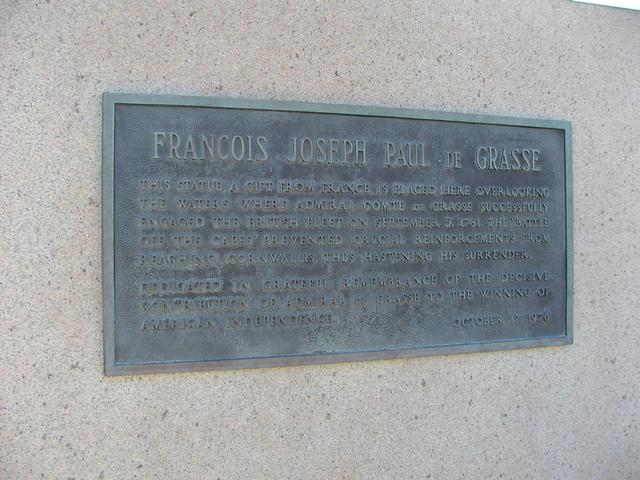 FRANCOIS JOSEPH PAUL DE GRASSE
THIS STATUE, A GIFT FROM FRANCE, IS PLACED HERE OVERLOOKING
THE WATERS WHERE ADMIRAL COMTE DE GRASSE SUCCESSFULLY
ENGAGED THE BRITISH FLEET ON SEPTEMBER 5, 1781. THE "BATTLE
OFF THE CAPES" PREVENTED CRUCIAL REINFORCEMENTS FROM
REACHING CORNWALLIS, THUS HASTENING HIS SURRENDER.
DEDICATED IN GRATEFUL REMEMBRANCE OF THE DECISIVE
CONTRIBUTION OF ADMIRAL DE GRASSE TO THE WINNING OF
AMERICAN INDEPENDENCE. OCTOBER 17, 1976